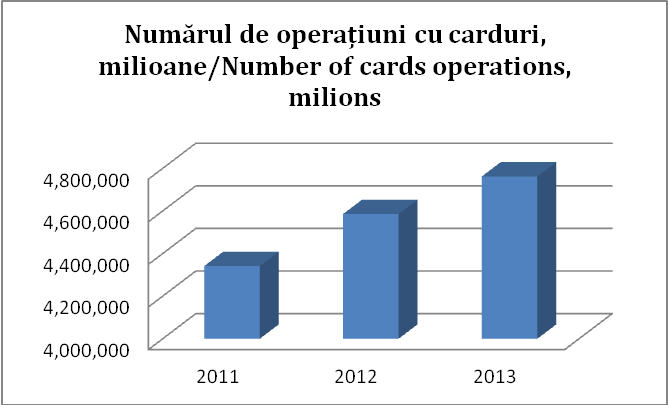 Numărul de operațiuni cu carduri,
milioane/Number of cards operations,
milions
4,800,000
4,600,000
4,400,000
4,200,000
4,000,000
2011 2012 2013